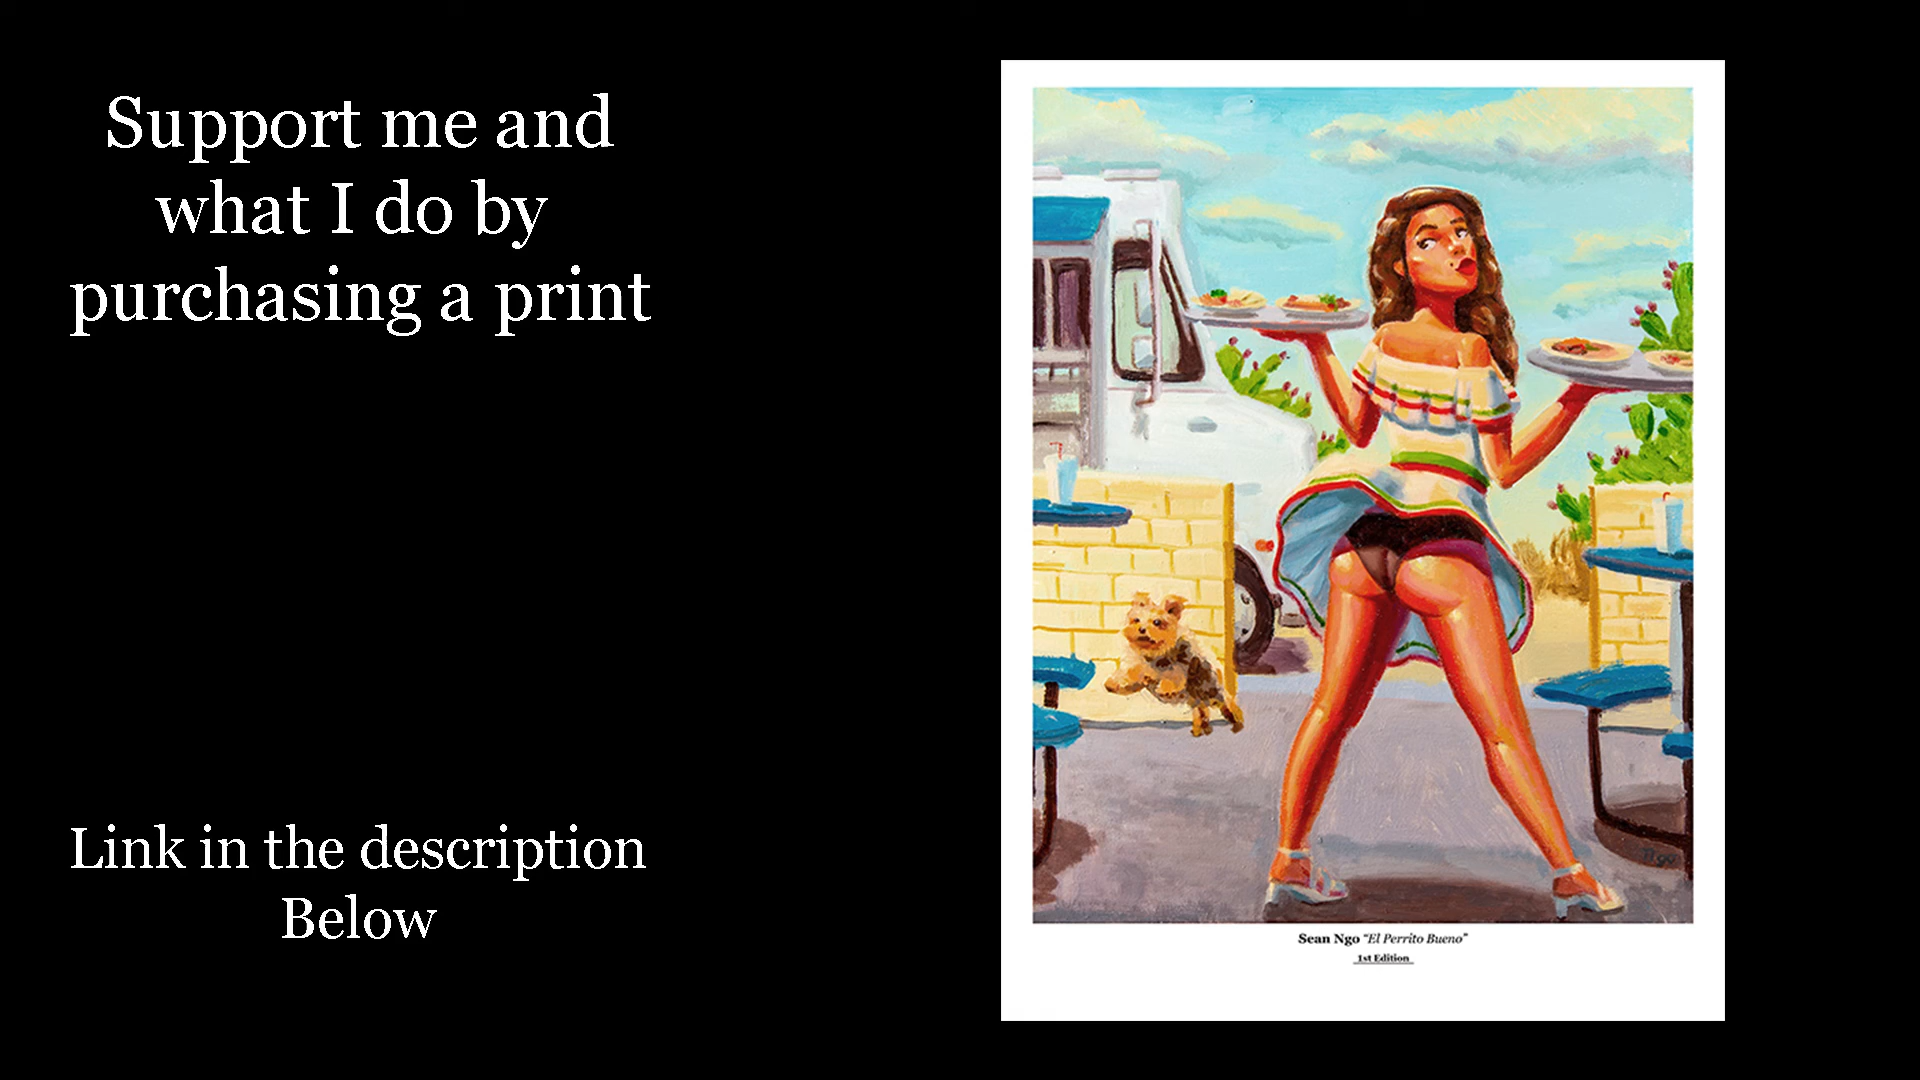 Support me and
what I do by
purchasing a print
Link in the description
Below
Ngo
Sean Ngo “El Perrito Bueno”
1st Edition